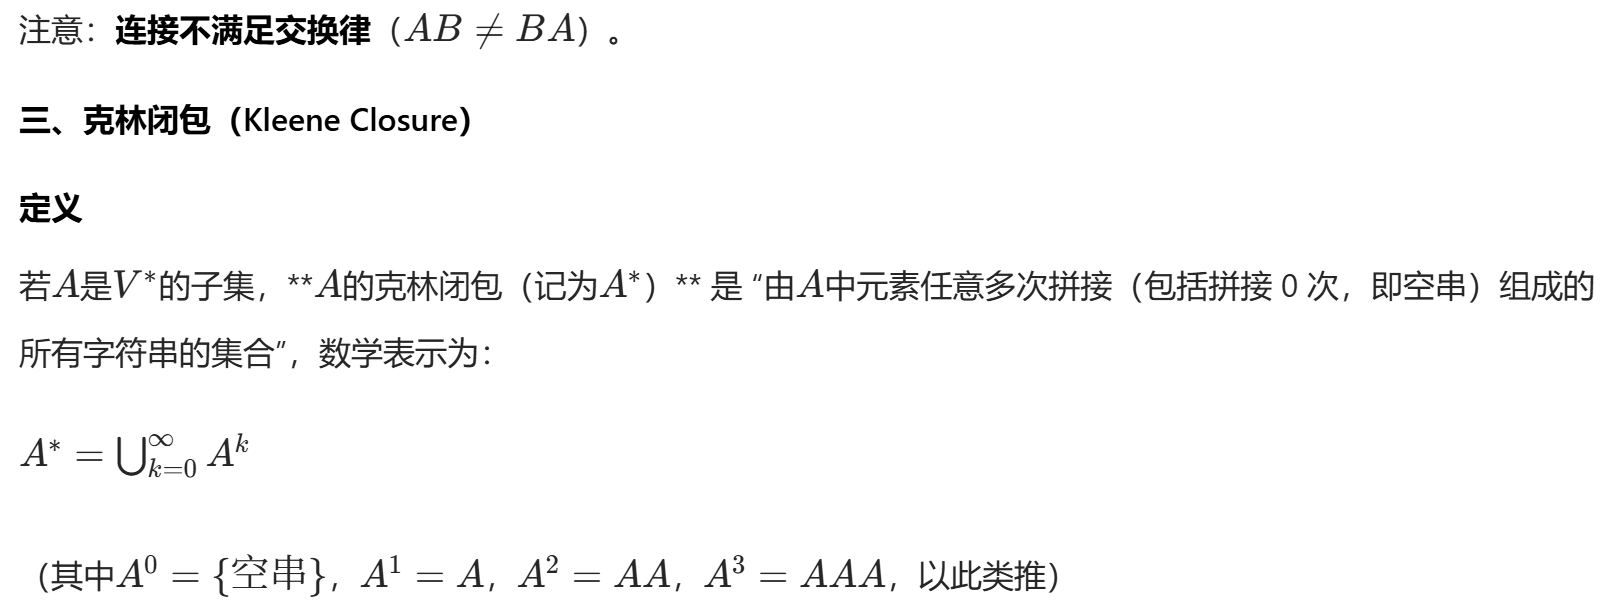 注意：连接不满足交换律（AB ≠ BA）。
三、克林闭包（Kleene Closure）
定义
若A是V*的子集，**A的克林闭包（记为A*）** 是 “由A中元素任意多次拼接（包括拼接 0 次，即空串）组成的
所有字符串的集合”，数学表示为：
A* = ⋃_{k=0}^{∞} A^k
（其中A^0 = {空串}，A^1 = A，A^2 = AA，A^3 = AAA，以此类推）